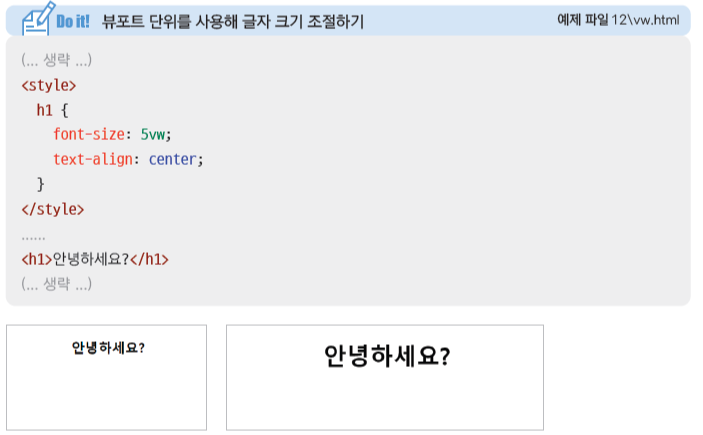 Do it! 뷰포트 단위를 사용해 글자 크기 조절하기 예제 파일 12\vw.html
(... 생략 ...)
<style>
h1 {
font-size: 5vw;
text-align: center;
}
</style>
......
<h1>안녕하세요?</h1>
(... 생략 ...)
안녕하세요? 안녕하세요?